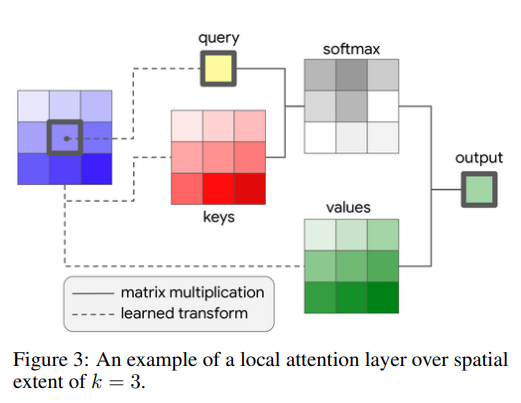 query
softmax
keys
values
output
matrix multiplication
learned transform
Figure 3: An example of a local attention layer over spatial
extent of k = 3.